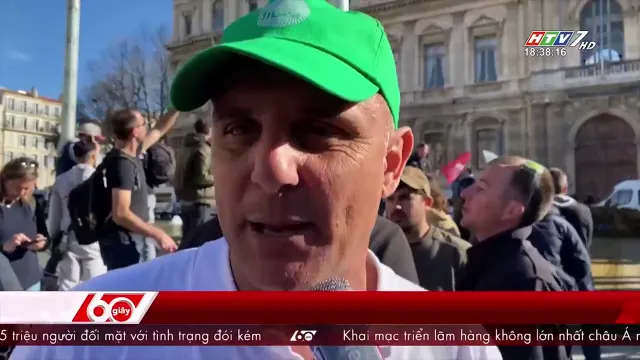 HTV7 HD
18:38:16
60 giây
5 triệu người đối mặt với tình trạng đói kém 60 Khai mạc triển lãm hàng không lớn nhất châu Á